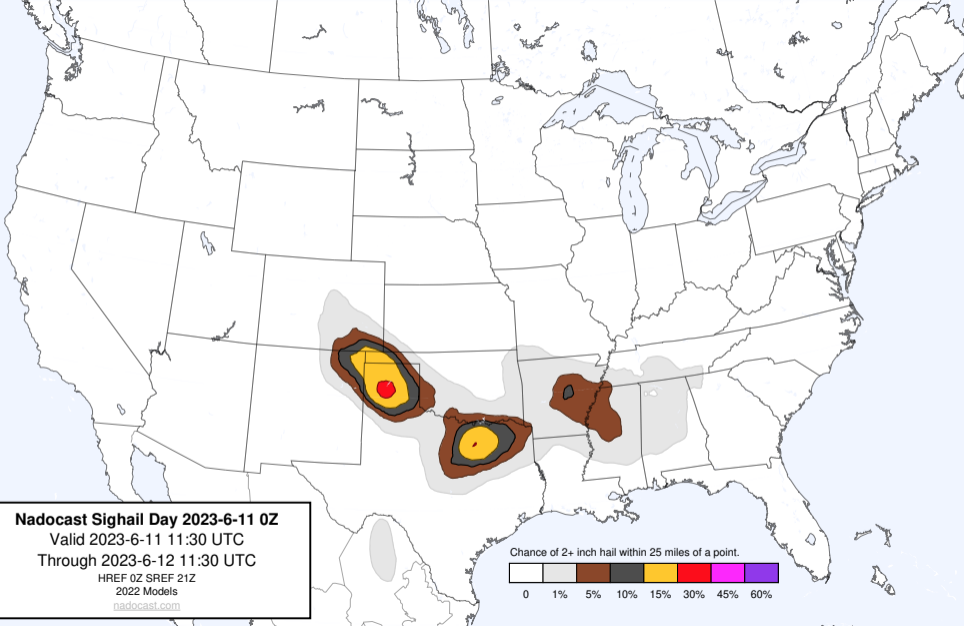 Nadocast Sighail Day 2023-6-11 0Z
Valid 2023-6-11 11:30 UTC
Through 2023-6-12 11:30 UTC
HREF 0Z SREF 21Z
2022 Models
nadocast.com
Chance of 2+ inch hail within 25 miles of a point.
0 1% 5% 10% 15% 30% 45% 60%